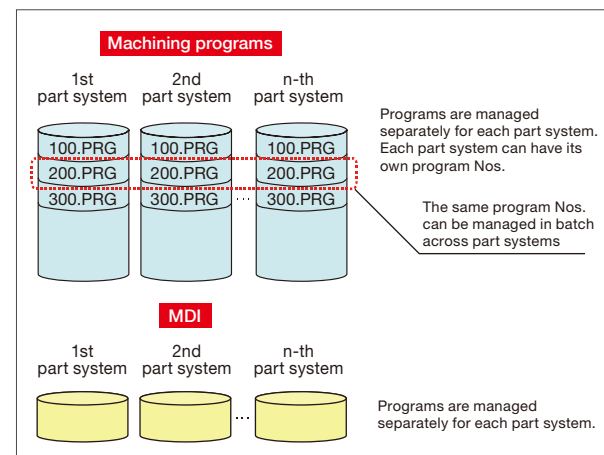 Machining programs
1st
part system
2nd
part system
n-th
part system
100.PRG
100.PRG
100.PRG
200.PRG
200.PRG
200.PRG
300.PRG
300.PRG
...
300.PRG
Programs are managed
separately for each part system.
Each part system can have its
own program Nos.
The same program Nos.
can be managed in batch
across part systems
MDI
1st
part system
2nd
part system
n-th
part system
...
Programs are managed
separately for each part system.